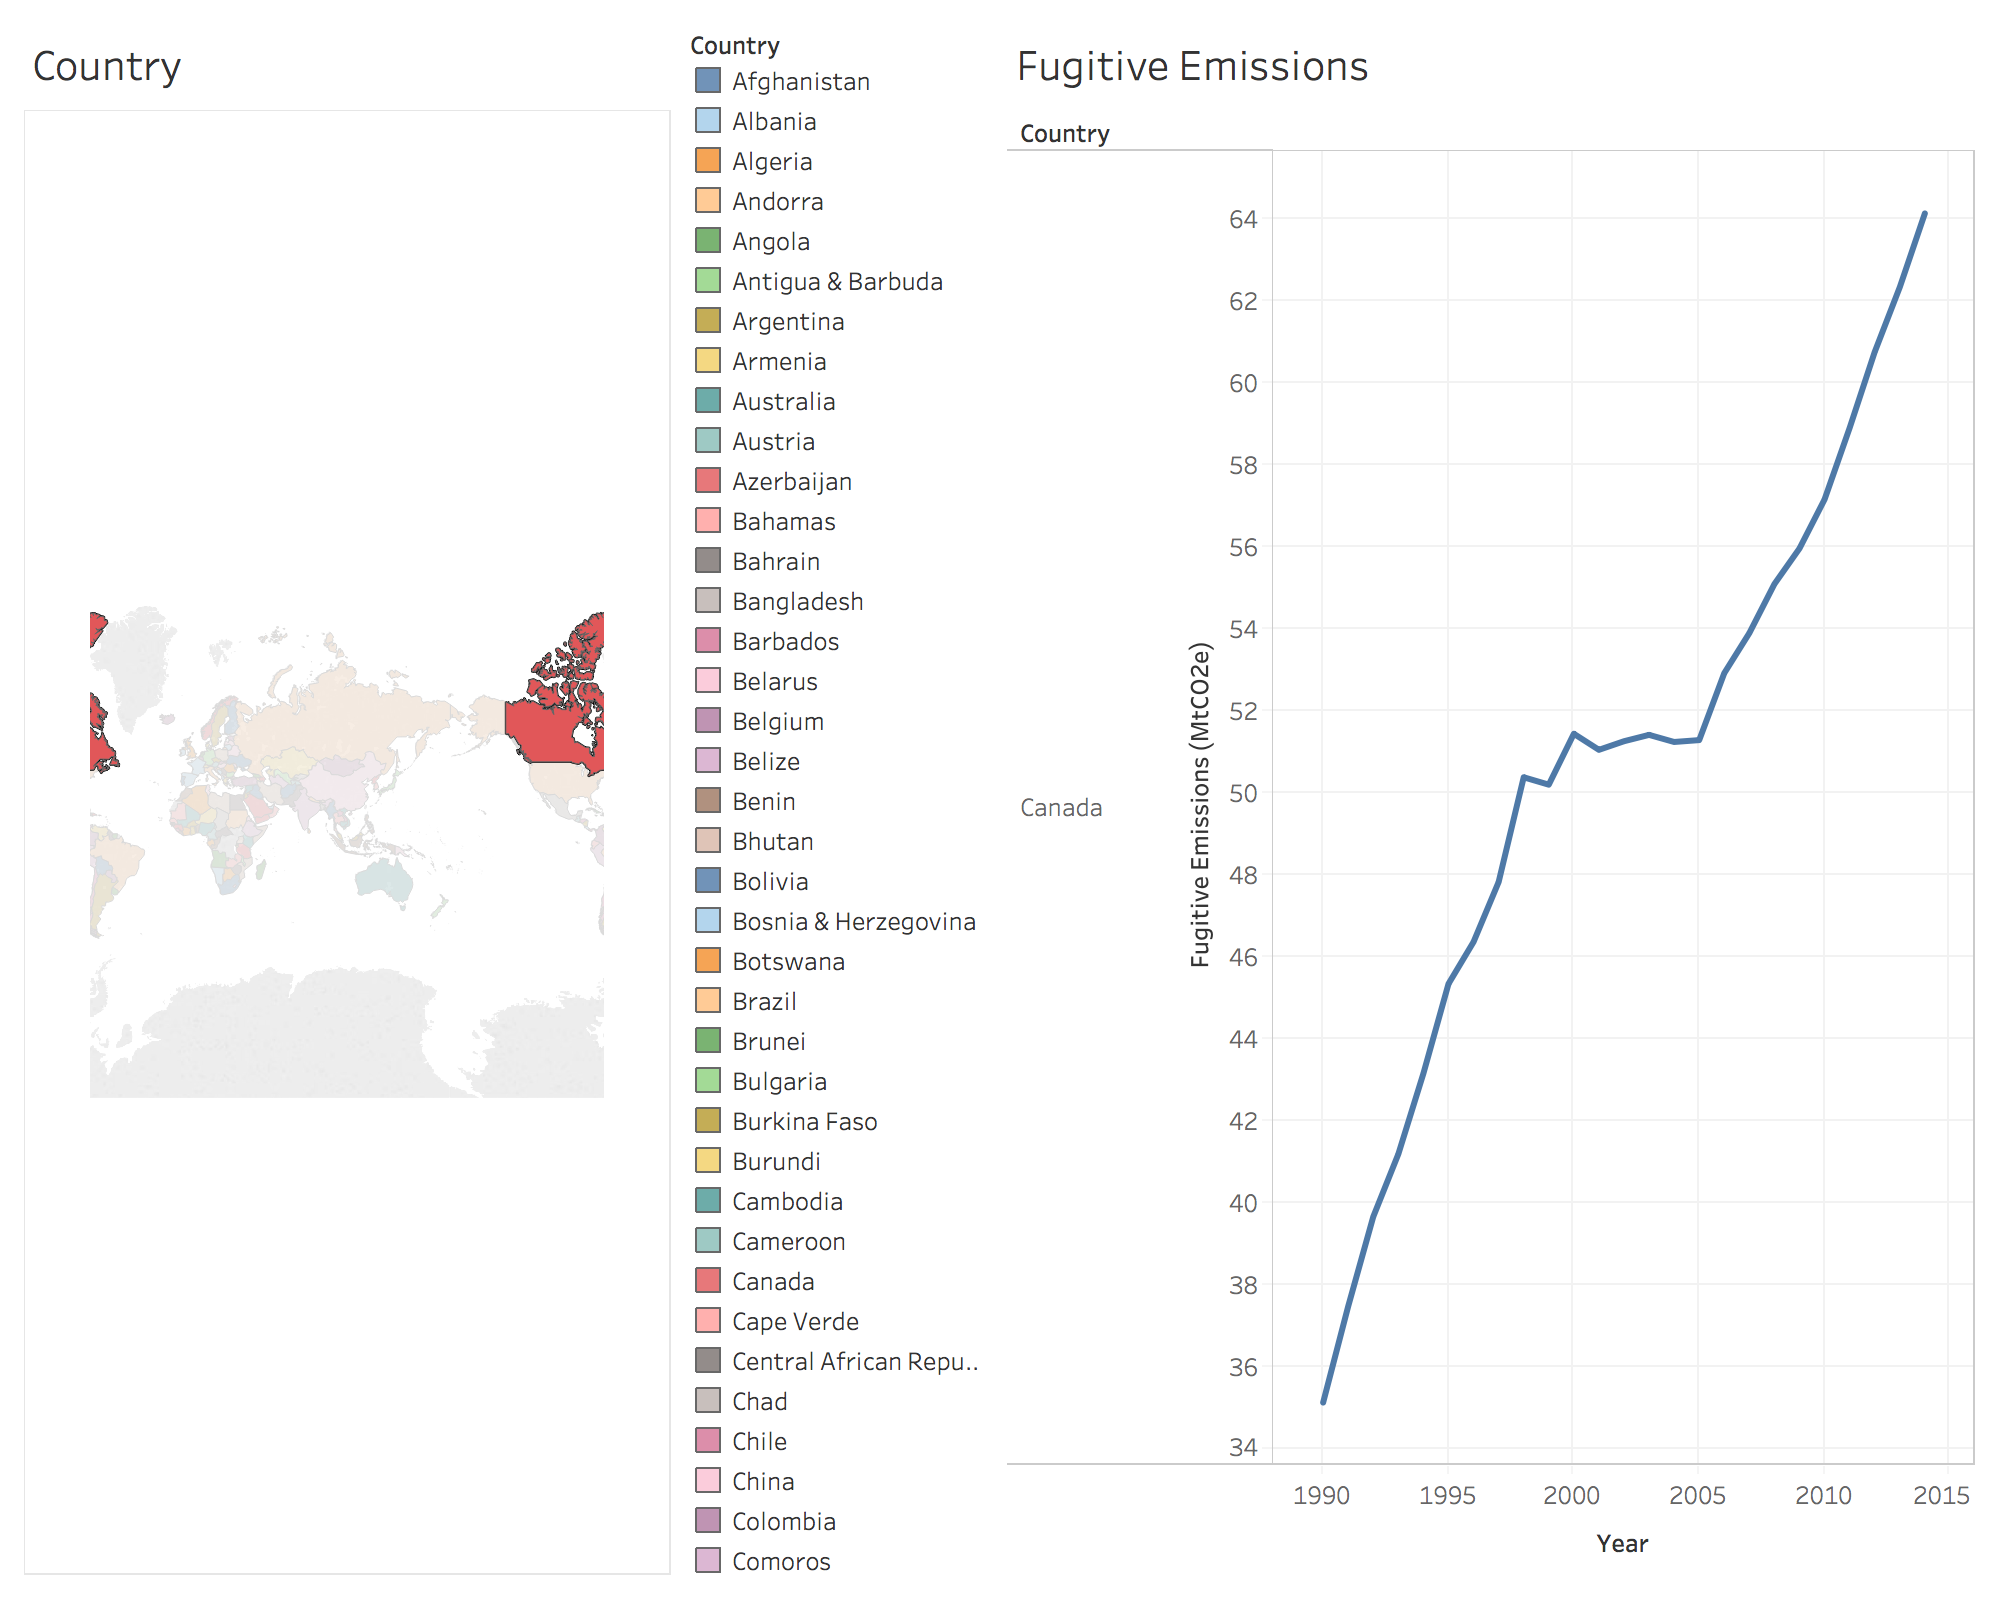 Country
Country
Afghanistan
Albania
Algeria
Andorra
Angola
Antigua & Barbuda
Argentina
Armenia
Australia
Austria
Azerbaijan
Bahamas
Bahrain
Bangladesh
Barbados
Belarus
Belgium
Belize
Benin
Bhutan
Bolivia
Bosnia & Herzegovina
Botswana
Brazil
Brunei
Bulgaria
Burkina Faso
Burundi
Cambodia
Cameroon
Canada
Cape Verde
Central African Repu..
Chad
Chile
China
Colombia
Comoros
Fugitive Emissions
Country
Canada
Fugitive Emissions (MtCO2e)
64
62
60
58
56
54
52
50
48
46
44
42
40
38
36
34
1990 1995 2000 2005 2010 2015
Year